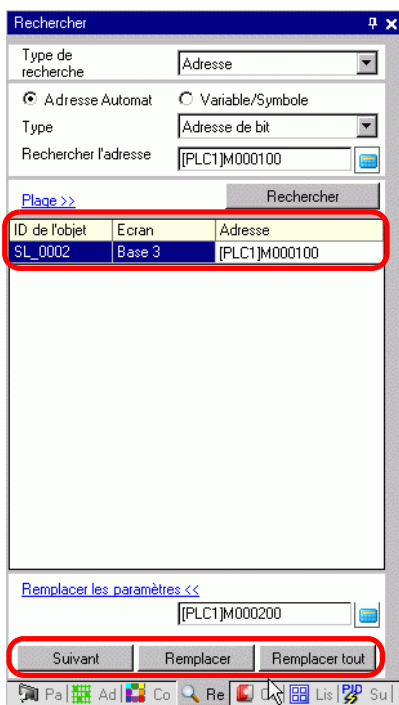 Rechercher
Type de
recherche
Adresse
Adresse Automat Variable/Symbole
Type Adresse de bit
Rechercher l'adresse [PLC1]M000100
Plage >> Rechercher
ID de l'objet Ecran Adresse
SL_0002 Base 3 [PLC1]M000100
Remplacer les paramètres <<
[PLC1]M000200
Suivant Remplacer Remplacer tout
Pa Ad Co Re Lis Su